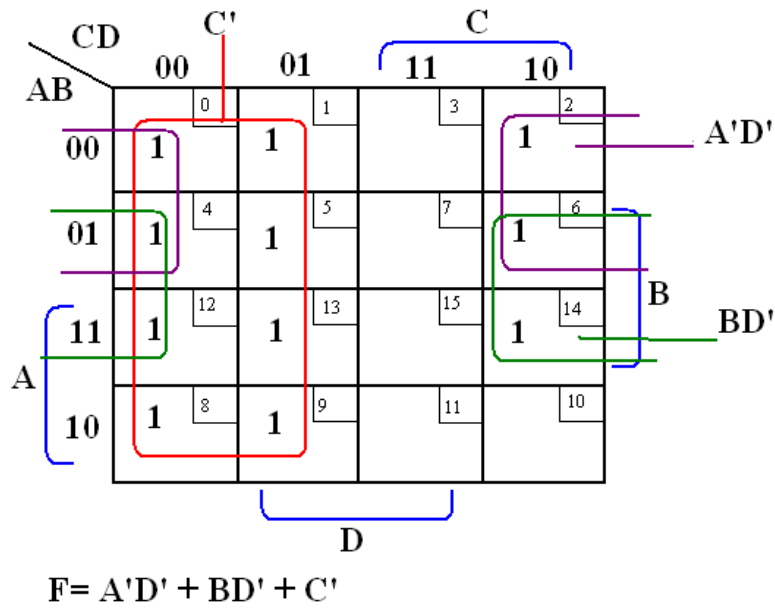 CD C' C
00 01 11 10
AB
0 1 3 2
00 1 1 1 A'D'
4 5 7 6
01 1 1 1
B
12 13 15 14
11 1 1 1 BD'
A
8 9 11 10
10 1 1
D
F= A'D' + BD' + C'